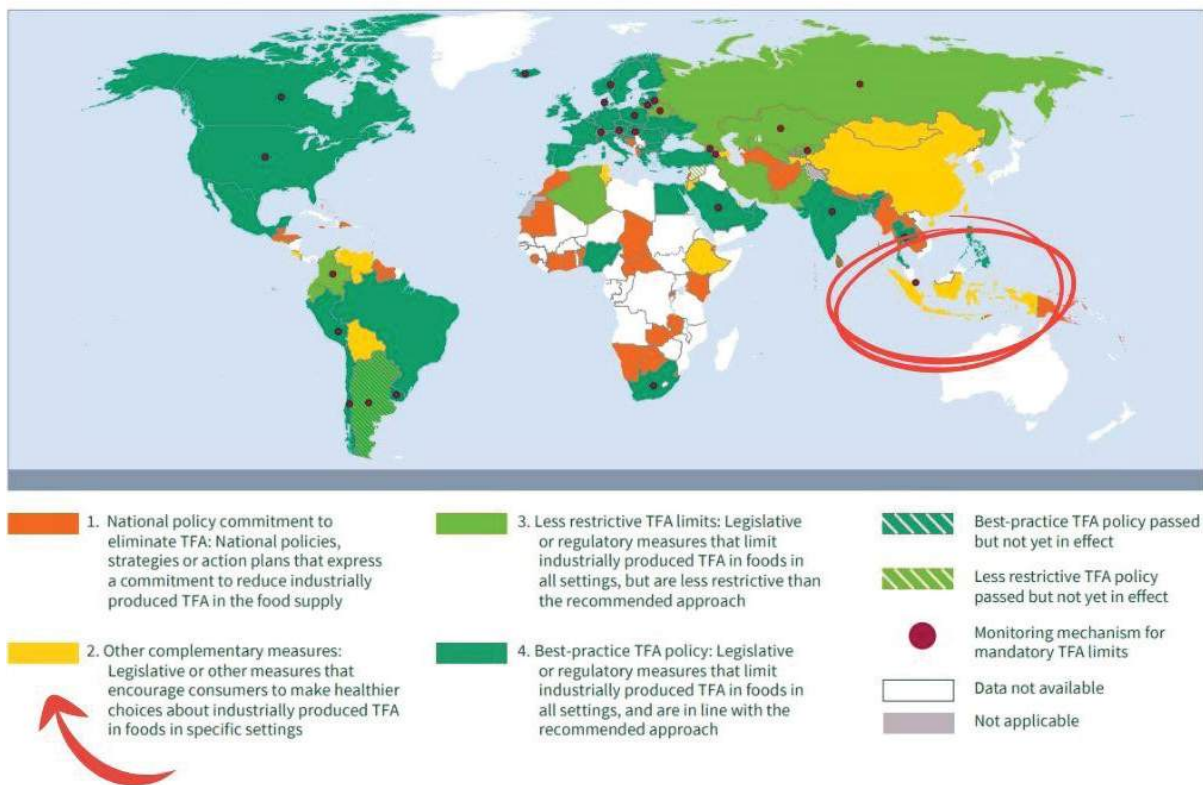 1. National policy commitment to
eliminate TFA: National policies,
strategies or action plans that express
a commitment to reduce industrially
produced TFA in the food supply
2. Other complementary measures:
Legislative or other measures that
encourage consumers to make healthier
choices about industrially produced TFA
in foods in specific settings
3. Less restrictive TFA limits: Legislative
or regulatory measures that limit
industrially produced TFA in foods in
all settings, but are less restrictive than
the recommended approach
4. Best-practice TFA policy: Legislative
or regulatory measures that limit
industrially produced TFA in foods in
all settings, and are in line with the
recommended approach
Best-practice TFA policy passed
but not yet in effect
Less restrictive TFA policy
passed but not yet in effect
Monitoring mechanism for
mandatory TFA limits
Data not available
Not applicable